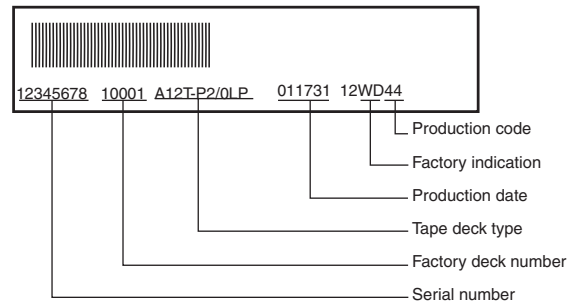 12345678 10001 A12T-P2/0LP 011731 12WD44
Production code
Factory indication
Production date
Tape deck type
Factory deck number
Serial number